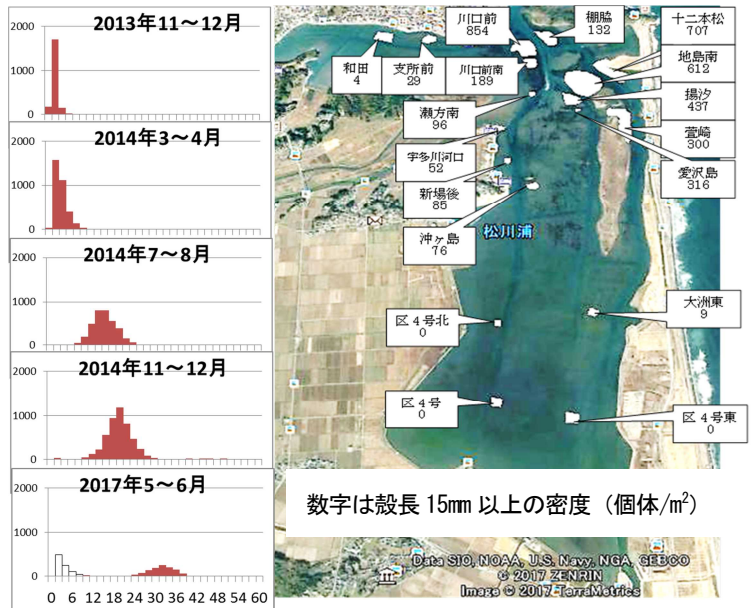 2013年11～12月
2000
1000
0
2014年3～4月
2000
1000
0
2014年7～8月
2000
1000
0
2014年11～12月
2000
1000
0
2017年5～6月
2000
1000
0
0 6 12 18 24 30 36 42 48 54 60
川口前
854
棚脇
132
十二本松
707
和田
4
支所前
29
川口前南
189
地島南
612
揚汐
437
瀬方南
96
萱崎
300
宇多川河口
52
愛沢島
316
新場後
85
沖ヶ島
76
松川浦
大洲東
9
区4号北
0
区4号
0
区4号東
0
数字は殻長15mm以上の密度（個体/m²）
Data SIO, NOAA, U.S. Navy, NGA, GEBCO
© 2017 ZENRIN
Image © 2017 TerraMetrics